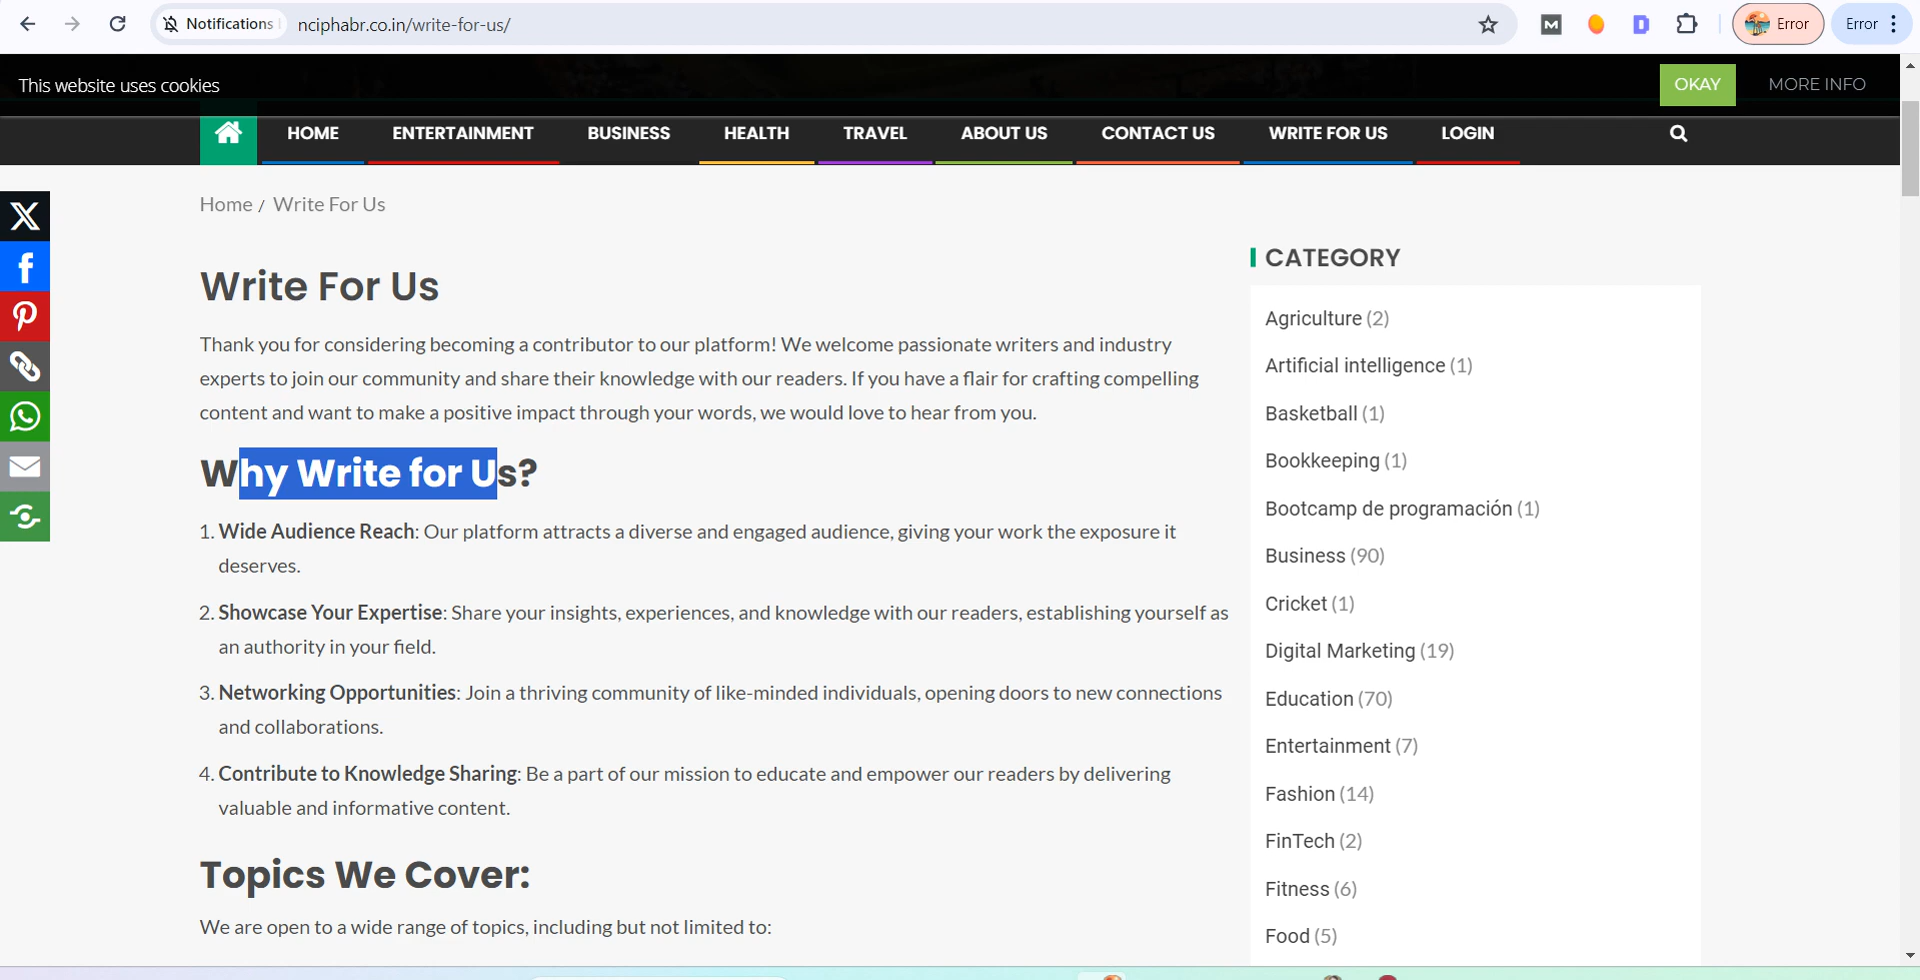 Notifications
nciphabr.co.in/write-for-us/
Error
Error
This website uses cookies
OKAY
MORE INFO
HOME
ENTERTAINMENT
BUSINESS
HEALTH
TRAVEL
ABOUT US
CONTACT US
WRITE FOR US
LOGIN
Home / Write For Us
Write For Us
Thank you for considering becoming a contributor to our platform! We welcome passionate writers and industry
experts to join our community and share their knowledge with our readers. If you have a flair for crafting compelling
content and want to make a positive impact through your words, we would love to hear from you.
Why Write for Us?
1. Wide Audience Reach: Our platform attracts a diverse and engaged audience, giving your work the exposure it
deserves.
2. Showcase Your Expertise: Share your insights, experiences, and knowledge with our readers, establishing yourself as
an authority in your field.
3. Networking Opportunities: Join a thriving community of like-minded individuals, opening doors to new connections
and collaborations.
4. Contribute to Knowledge Sharing: Be a part of our mission to educate and empower our readers by delivering
valuable and informative content.
Topics We Cover:
We are open to a wide range of topics, including but not limited to:
CATEGORY
Agriculture (2)
Artificial intelligence (1)
Basketball (1)
Bookkeeping (1)
Bootcamp de programación (1)
Business (90)
Cricket (1)
Digital Marketing (19)
Education (70)
Entertainment (7)
Fashion (14)
FinTech (2)
Fitness (6)
Food (5)